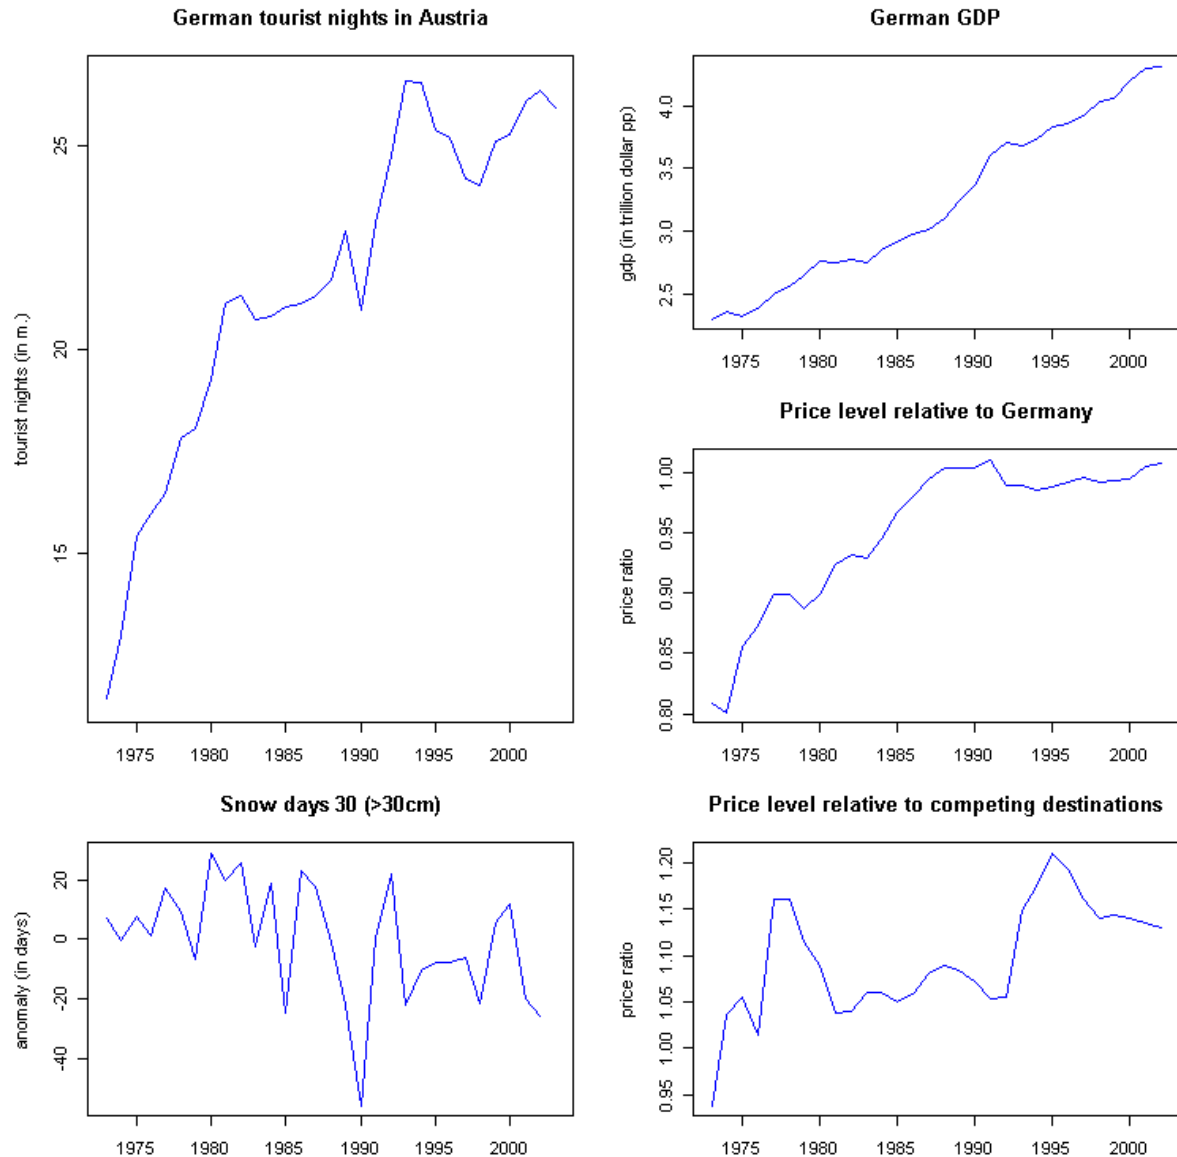 German tourist nights in Austria
tourist nights (in m.)
25
20
15
1975 1980 1985 1990 1995 2000
German GDP
gdp (in trillion dollar pp)
4.0
3.5
3.0
2.5
1975 1980 1985 1990 1995 2000
Price level relative to Germany
price ratio
1.00
0.95
0.90
0.85
0.80
1975 1980 1985 1990 1995 2000
Snow days 30 (>30cm)
anomaly (in days)
20
0
-20
-40
1975 1980 1985 1990 1995 2000
Price level relative to competing destinations
price ratio
1.20
1.15
1.10
1.05
1.00
0.95
1975 1980 1985 1990 1995 2000